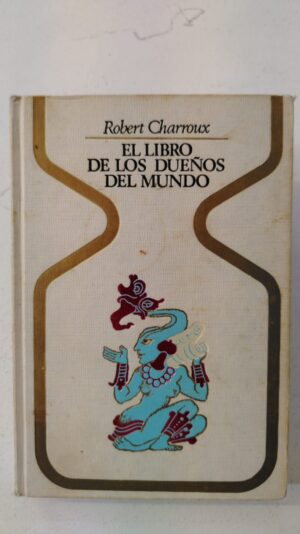 Robert Charroux
EL LIBRO
DE LOS DUEÑOS
DEL MUNDO